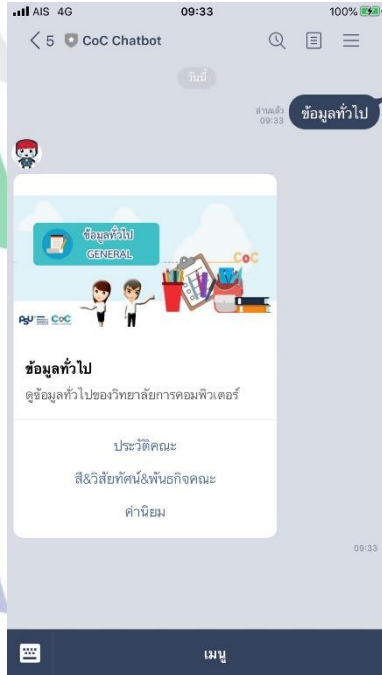 AIS 4G 09:33 100%
5 CoC Chatbot
วันนี้
อ่านแล้ว
09:33
ข้อมูลทั่วไป
ข้อมูลทั่วไป
GENERAL
CoC
PSU CoC
ข้อมูลทั่วไป
ดูข้อมูลทั่วไปของวิทยาลัยการคอมพิวเตอร์
ประวัติคณะ
สี&วิสัยทัศน์&พันธกิจคณะ
ค่านิยม
09:33
เมนู